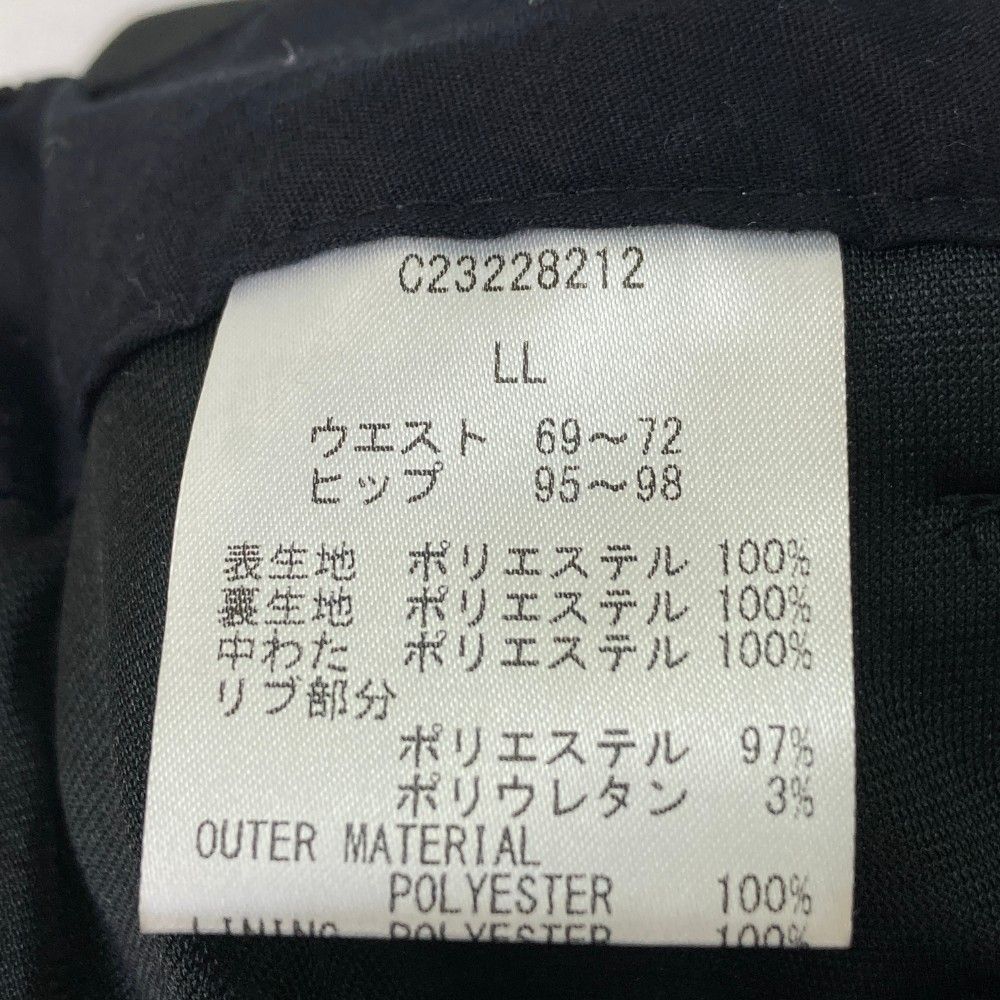 C23228212
LL
ウエスト 69～72
ヒップ 95～98
表生地 ポリエステル 100%
裏生地 ポリエステル 100%
中わた ポリエステル 100%
リブ部分
ポリエステル 97%
ポリウレタン 3%
OUTER MATERIAL
POLYESTER 100%
LINING POLYESTER 100%